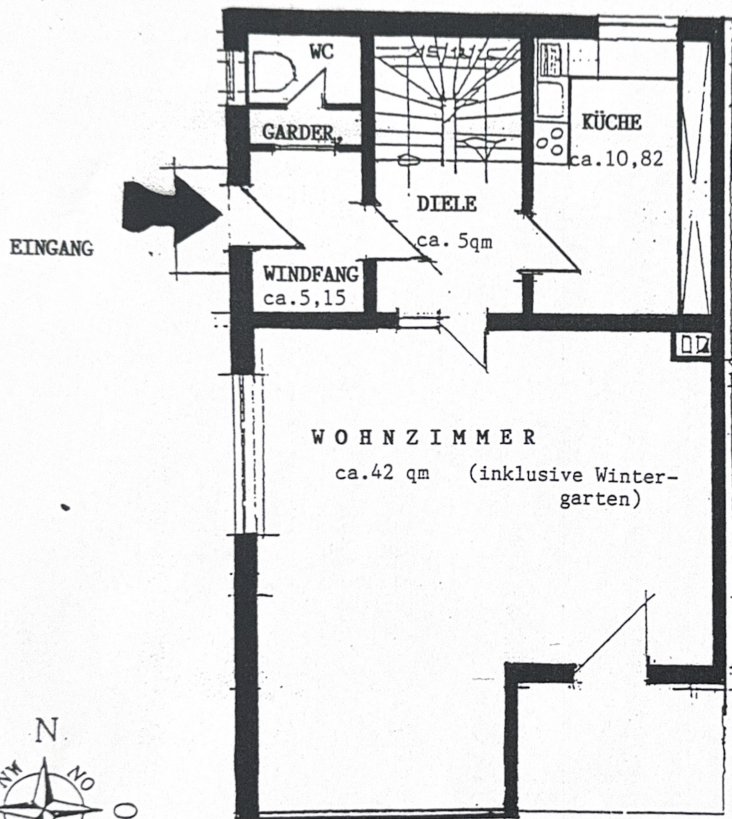 WC
GARDER.
KÜCHE
ca.10,82
DIELE
ca. 5qm
EINGANG
WINDFANG
ca.5,15
WOHNZIMMER
ca.42 qm (inklusive Winter-
garten)
N
NW NO
O